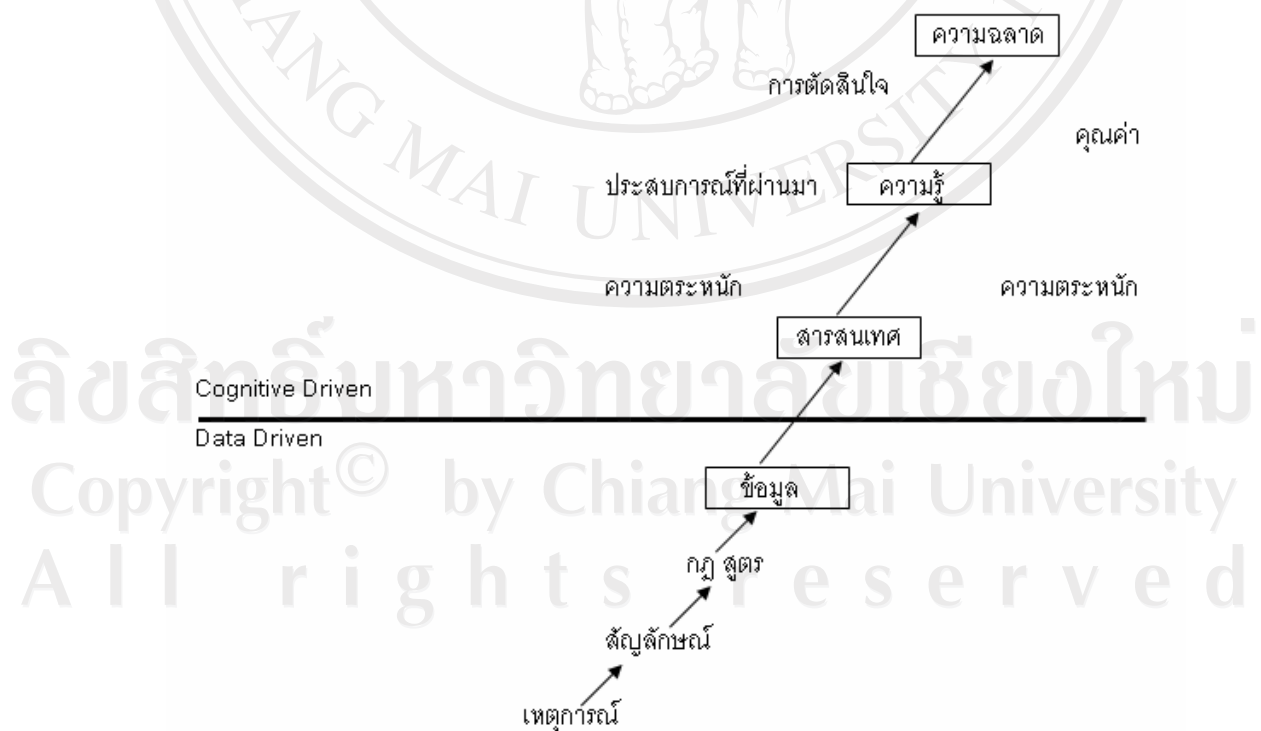 ความฉลาด
การตัดสินใจ
คุณค่า
ประสบการณ์ที่ผ่านมา ความรู้
ความตระหนัก ความตระหนัก
สารสนเทศ
Cognitive Driven
Data Driven
ข้อมูล
กฎ สูตร
สัญลักษณ์
เหตุการณ์
ANG MAI UNIVERSITY
ลิขสิทธิ์มหาวิทยาลัยเชียงใหม่
Copyright© by Chiang Mai University
All rights reserved